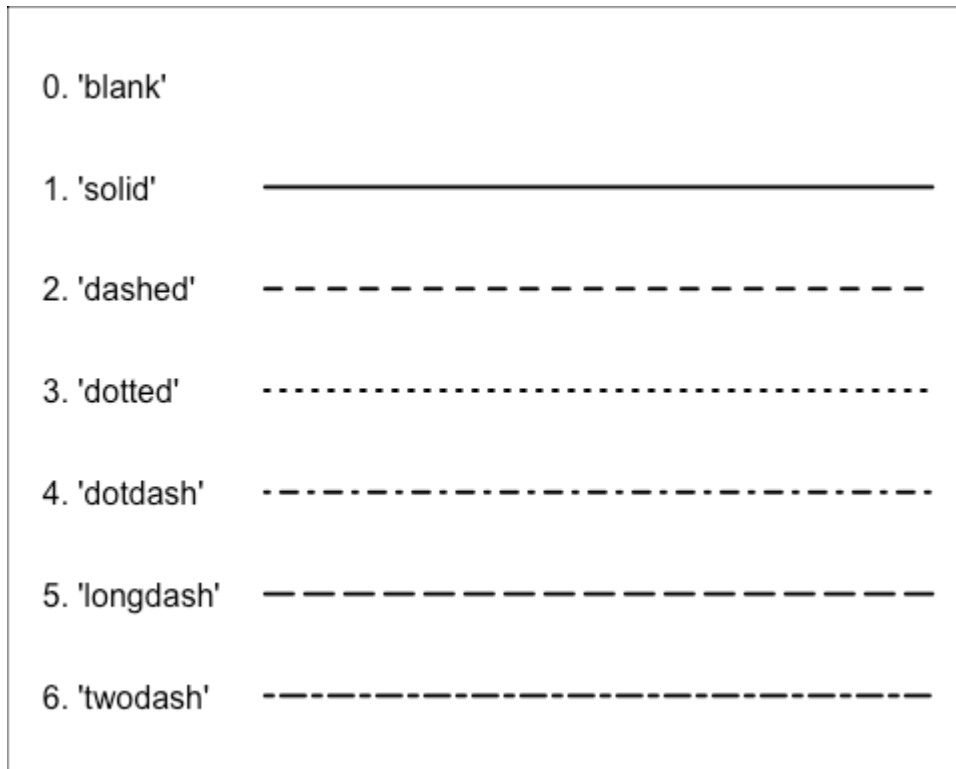 0. 'blank'
1. 'solid'
2. 'dashed'
3. 'dotted'
4. 'dotdash'
5. 'longdash'
6. 'twodash'